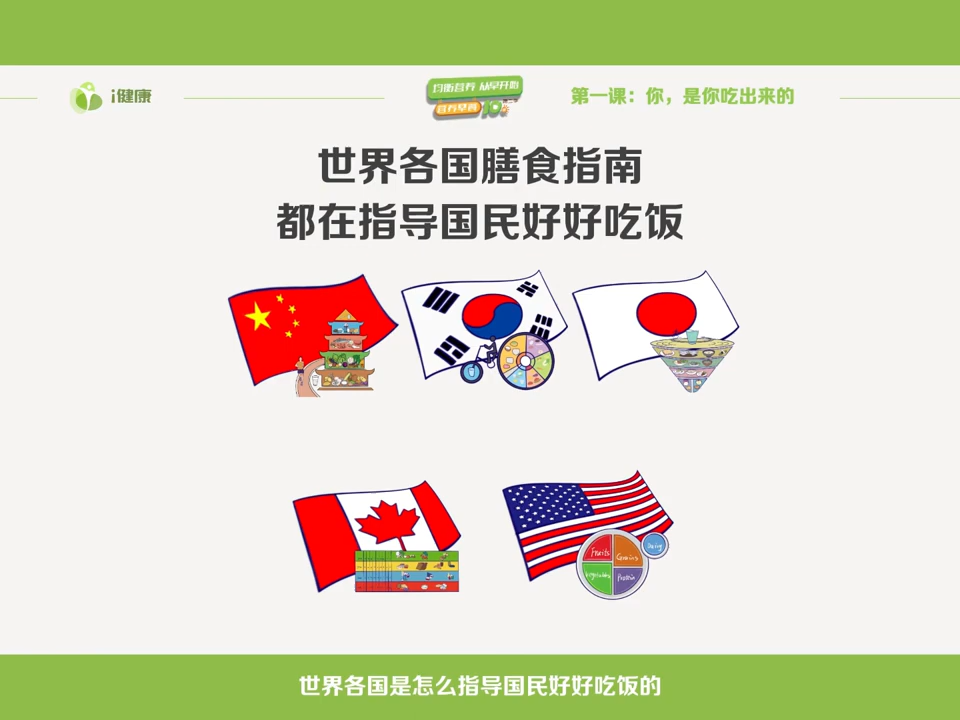 i健康
均衡营养 从早开始
营养早餐10年
第一课：你，是你吃出来的
世界各国膳食指南
都在指导国民好好吃饭
Fruits
Grains
Dairy
Vegetables
Protein
世界各国是怎么指导国民好好吃饭的